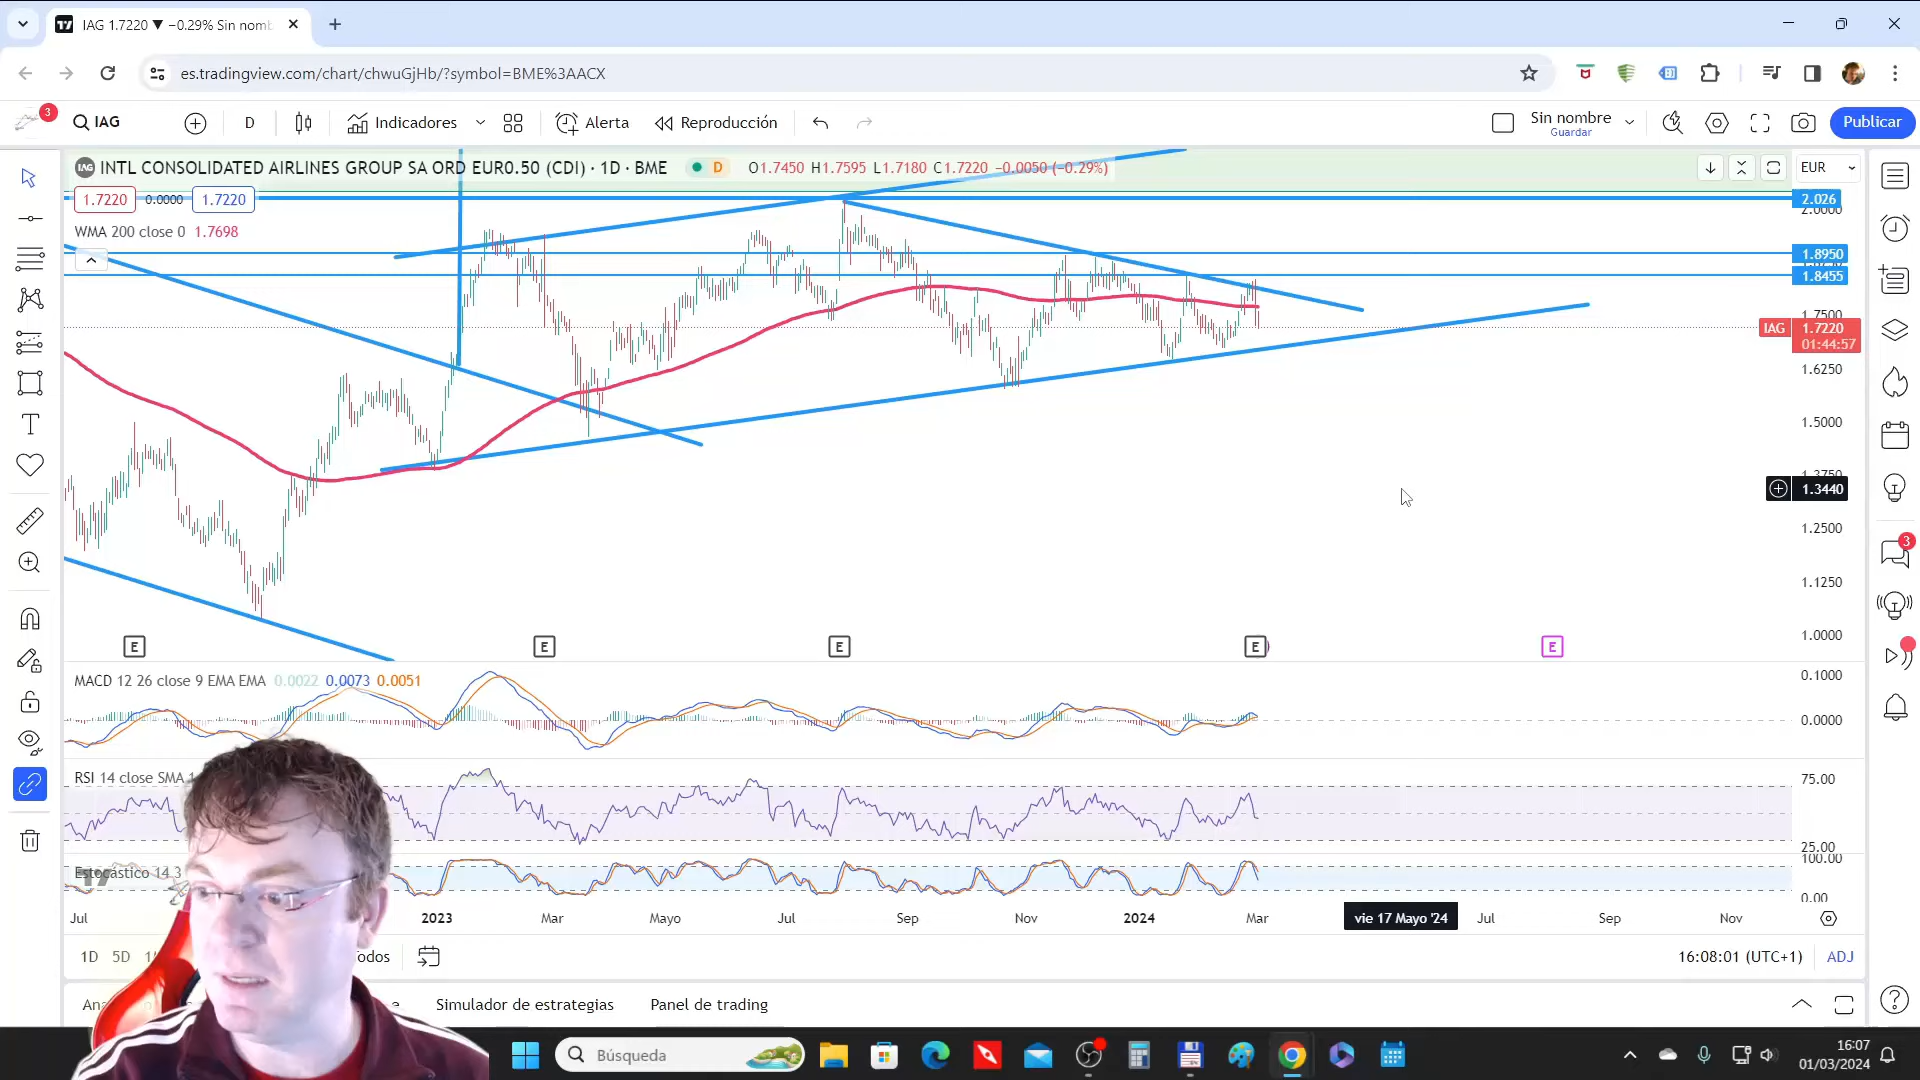 IAG 1.7220 ▼ −0.29% Sin nomb
es.tradingview.com/chart/chwuGjHb/?symbol=BME%3AACX
3
IAG
D
Indicadores
Alerta
Reproducción
Sin nombre
Guardar
Publicar
IAG INTL CONSOLIDATED AIRLINES GROUP SA ORD EUR0.50 (CDI) · 1D · BME
D
O1.7450 H1.7595 L1.7180 C1.7220 −0.0050 (−0.29%)
EUR
1.7220
0.0000
1.7220
WMA 200 close 0 1.7698
2.026
2.0000
1.8950
1.8455
1.7500
IAG 1.7220
01:44:57
1.6250
1.5000
1.3750
1.3440
1.2500
1.1250
1.0000
E
E
E
E
E
3
MACD 12 26 close 9 EMA EMA 0.0022 0.0073 0.0051
0.1000
0.0000
RSI 14 close SMA
75.00
25.00
Estocástico 14 3
100.00
0.00
Jul
2023
Mar
Mayo
Jul
Sep
Nov
2024
Mar
vie 17 Mayo '24
Jul
Sep
Nov
1D
5D
16:08:01 (UTC+1)
ADJ
Simulador de estrategias
Panel de trading
Búsqueda
16:07
01/03/2024